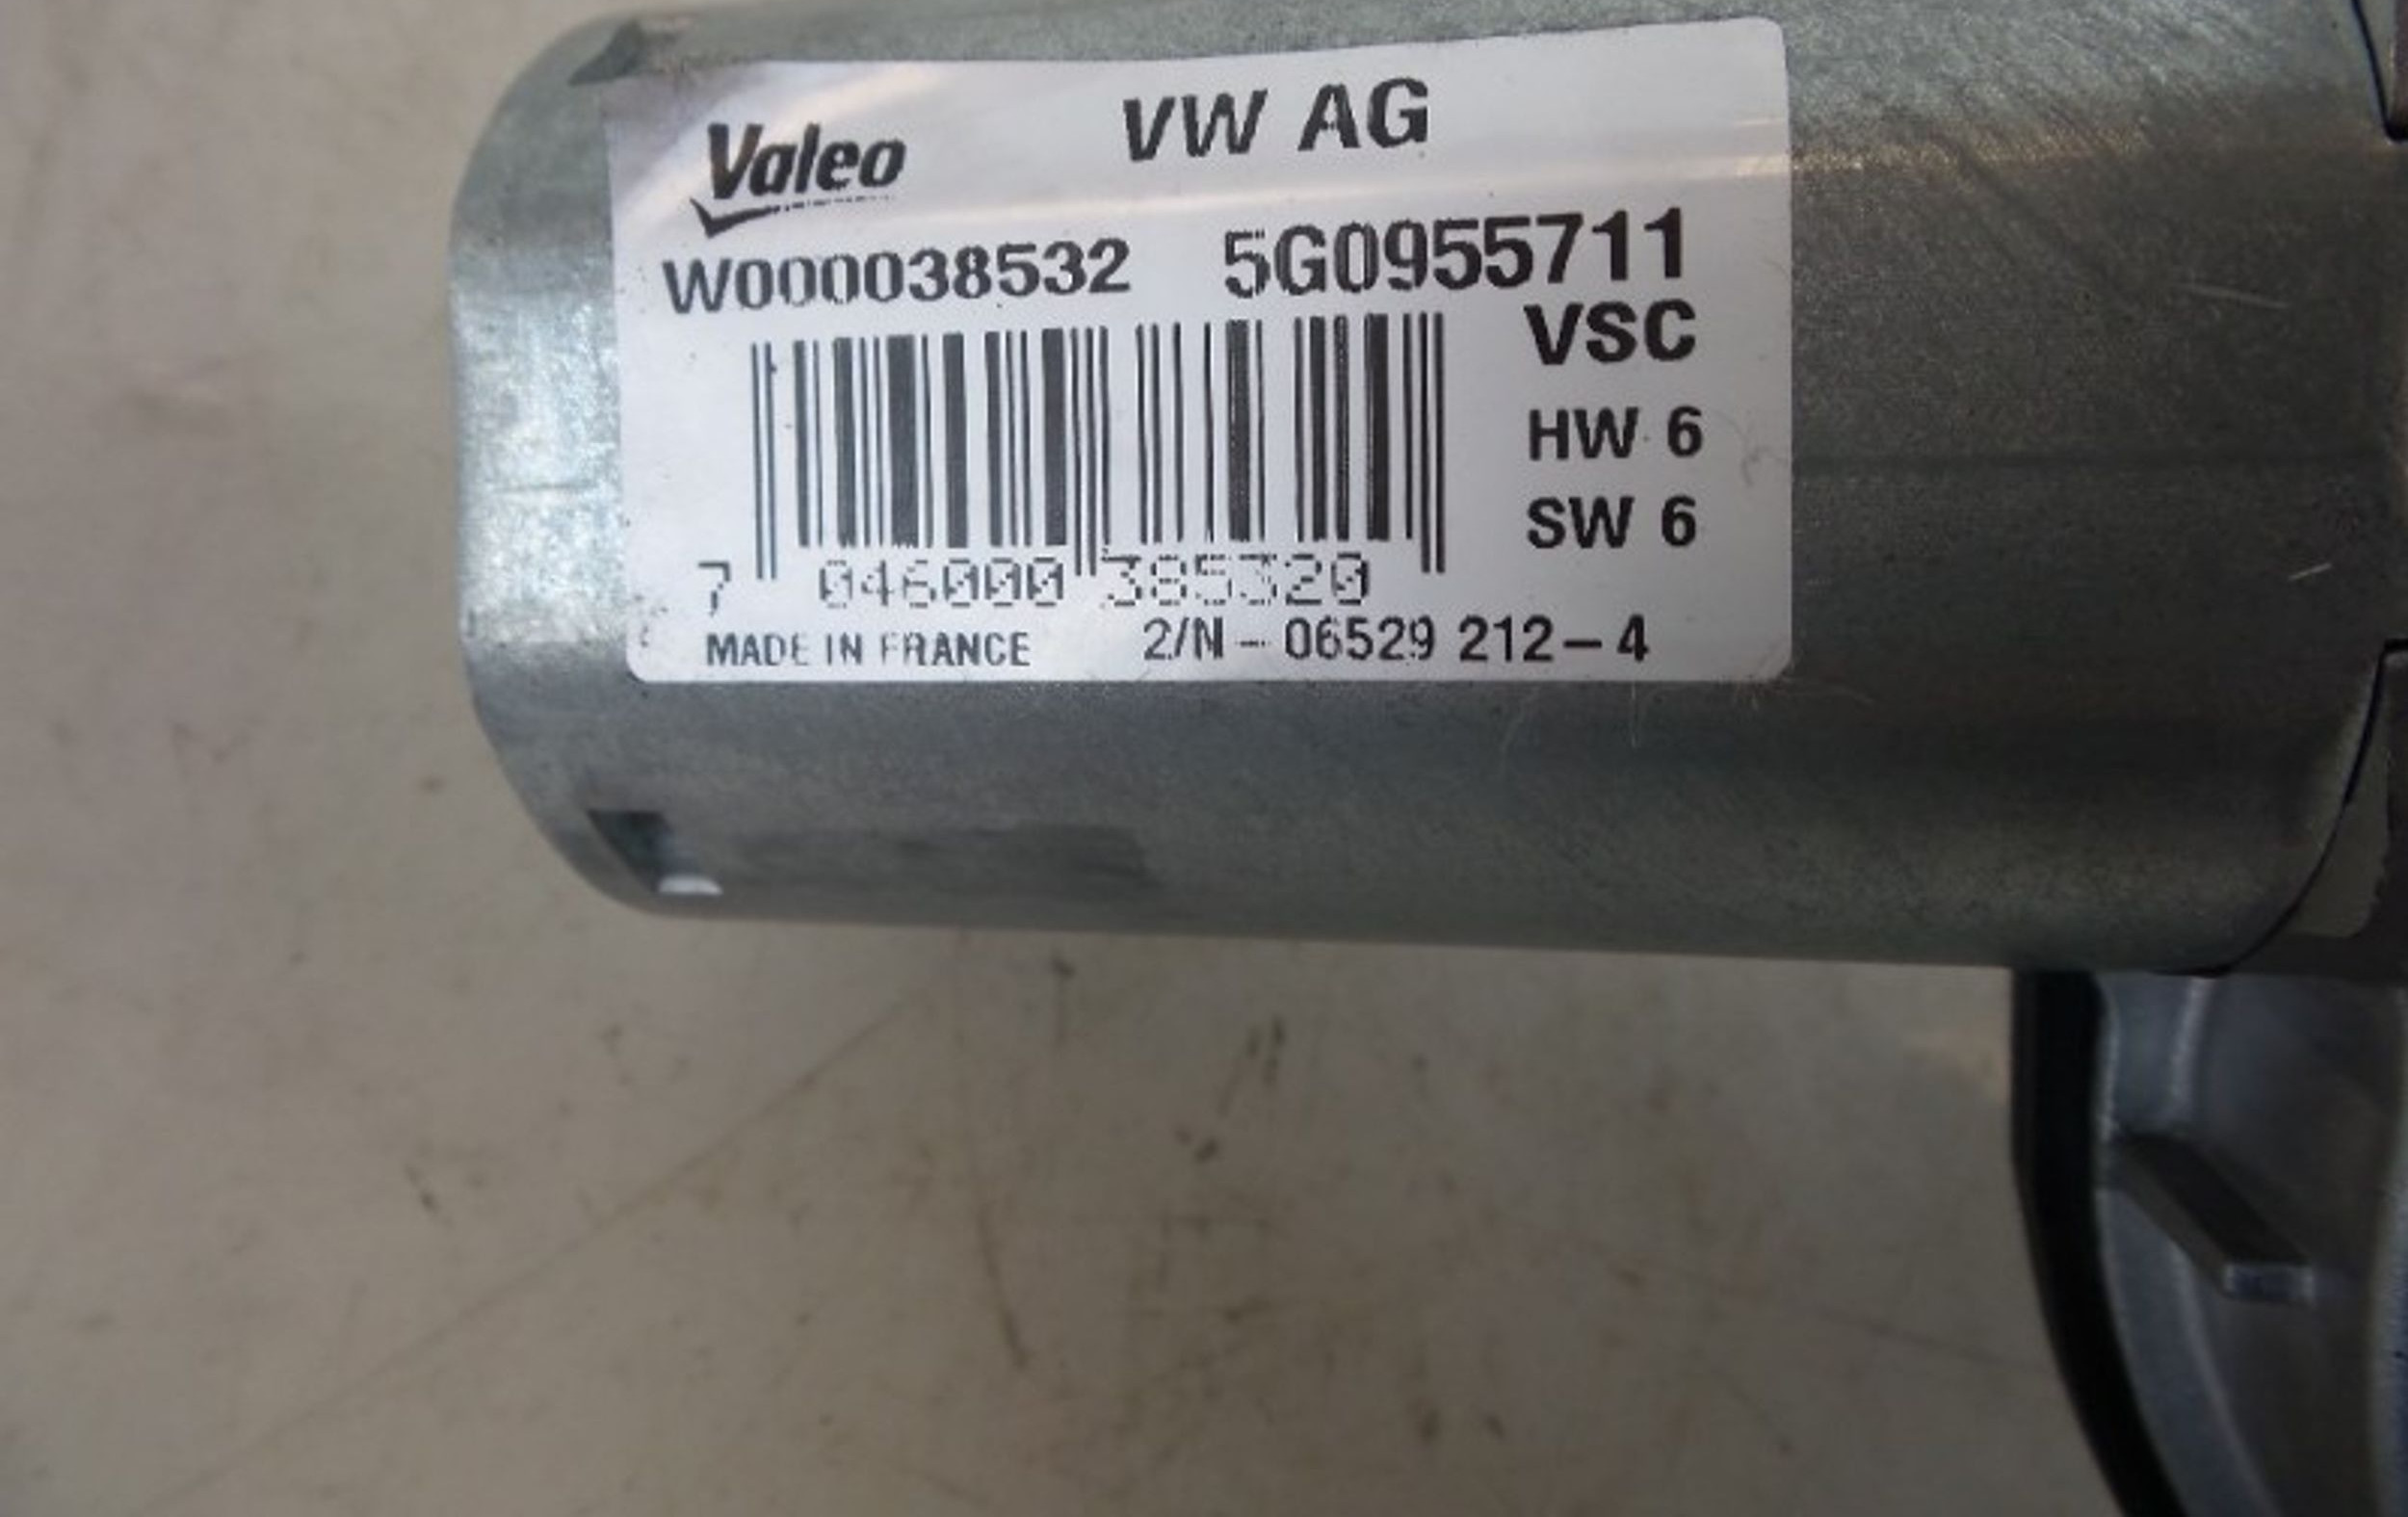 Valeo VW AG
W000038532 5G0955711
VSC
HW 6
SW 6
7 046000 385320
MADE IN FRANCE 2/N - 06529 212-4